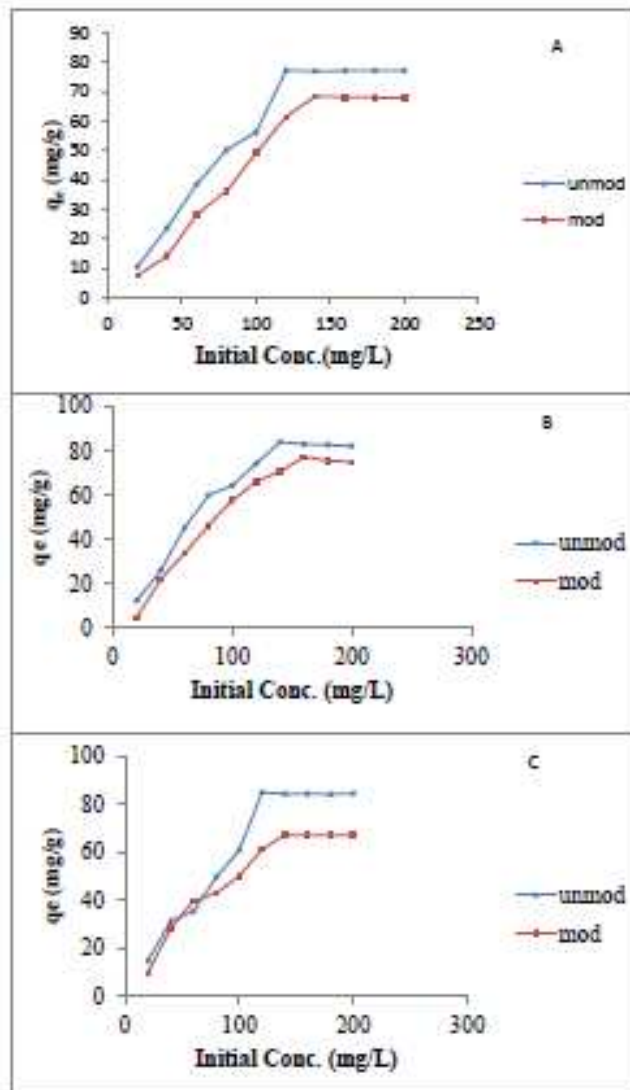 A
90
80
70
60
50
40
30
20
10
0
qe (mg/g)
0 50 100 150 200 250
Initial Conc.(mg/L)
unmod
mod
B
100
80
60
40
20
0
qe (mg/g)
0 100 200 300
Initial Conc. (mg/L)
unmod
mod
C
100
80
60
40
20
0
qe (mg/g)
0 100 200 300
Initial Conc. (mg/L)
unmod
mod